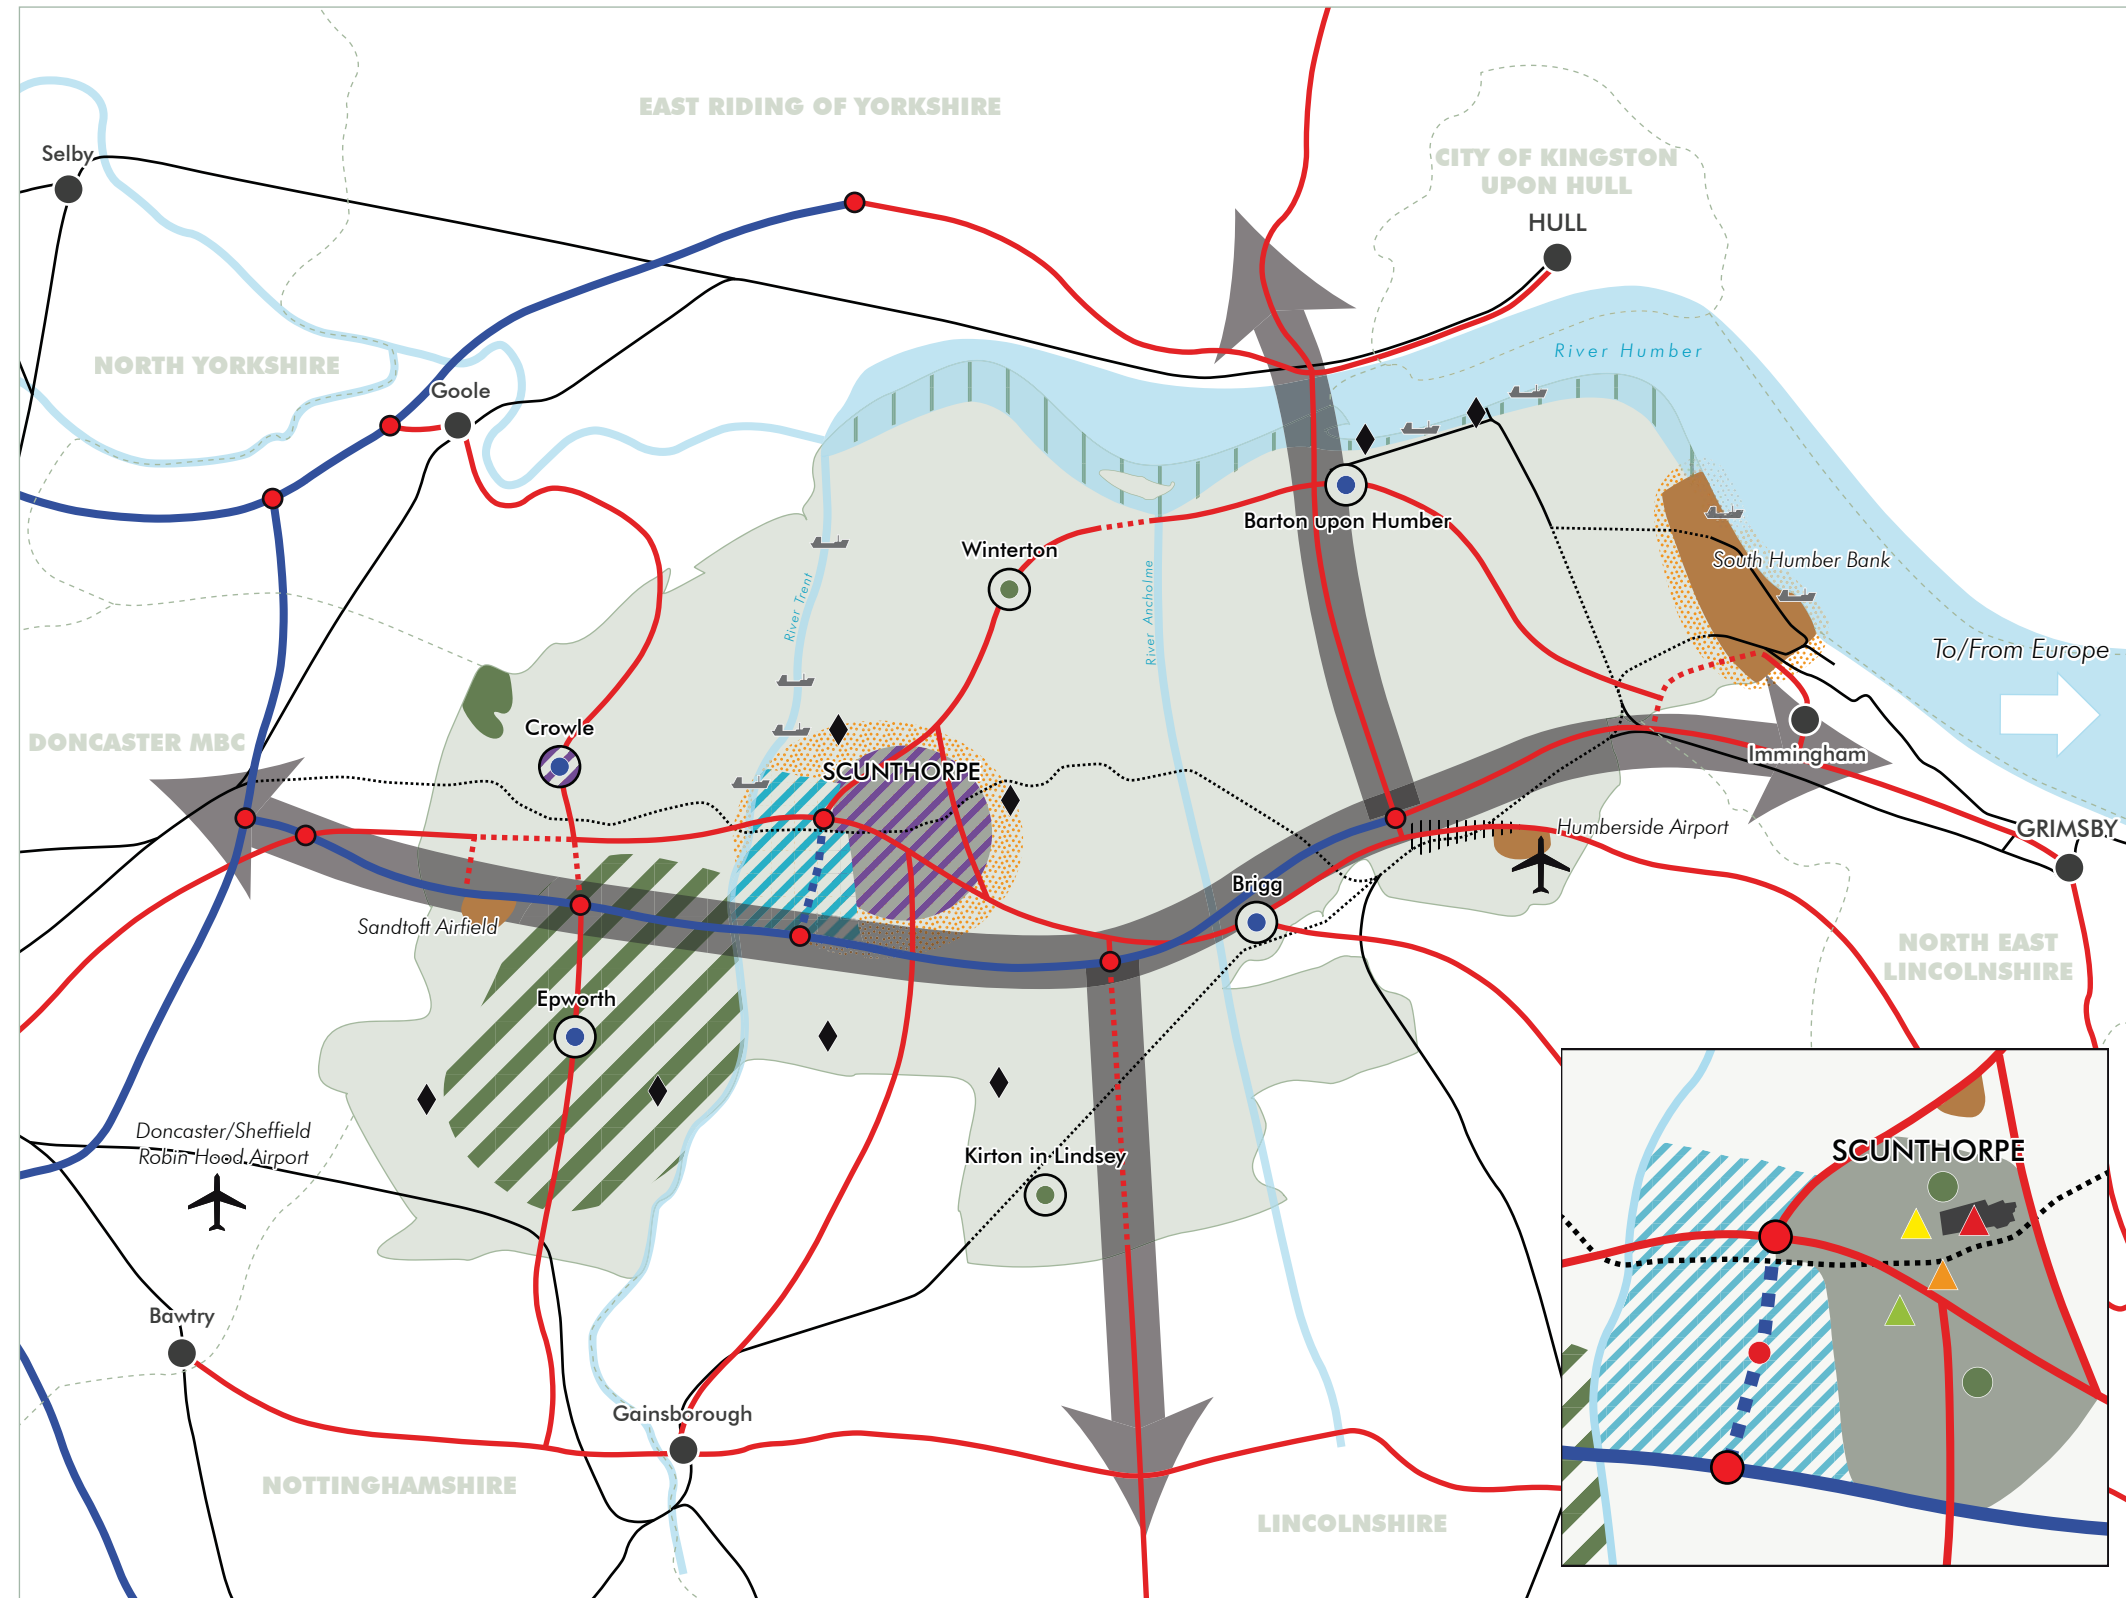 EAST RIDING OF YORKSHIRE
CITY OF KINGSTON
UPON HULL
Selby
HULL
River Humber
NORTH YORKSHIRE
Goole
Barton upon Humber
Winterton
South Humber Bank
River Trent
River Ancholme
To/From Europe
Crowle
DONCASTER MBC
SCUNTHORPE
Immingham
Humberside Airport
GRIMSBY
Brigg
Sandtoft Airfield
NORTH EAST
LINCOLNSHIRE
Epworth
Doncaster/Sheffield
Robin Hood Airport
Kirton in Lindsey
SCUNTHORPE
Bawtry
Gainsborough
NOTTINGHAMSHIRE
LINCOLNSHIRE